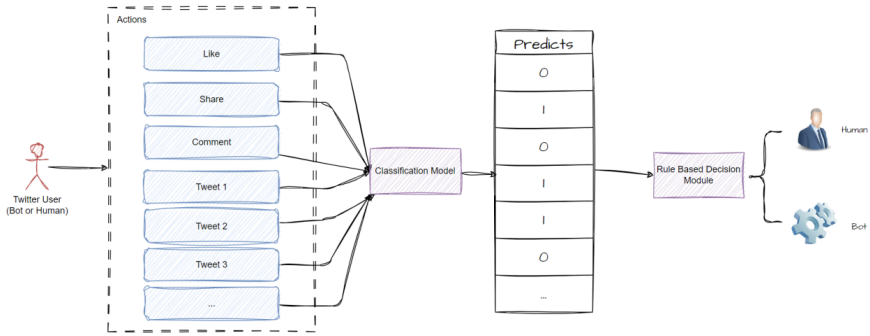 Actions
Like
Share
Comment
Tweet 1
Tweet 2
Tweet 3
...
Twitter User
(Bot or Human)
Classification Model
Predicts
0
1
0
1
1
0
...
Rule Based Decision
Module
Human
Bot